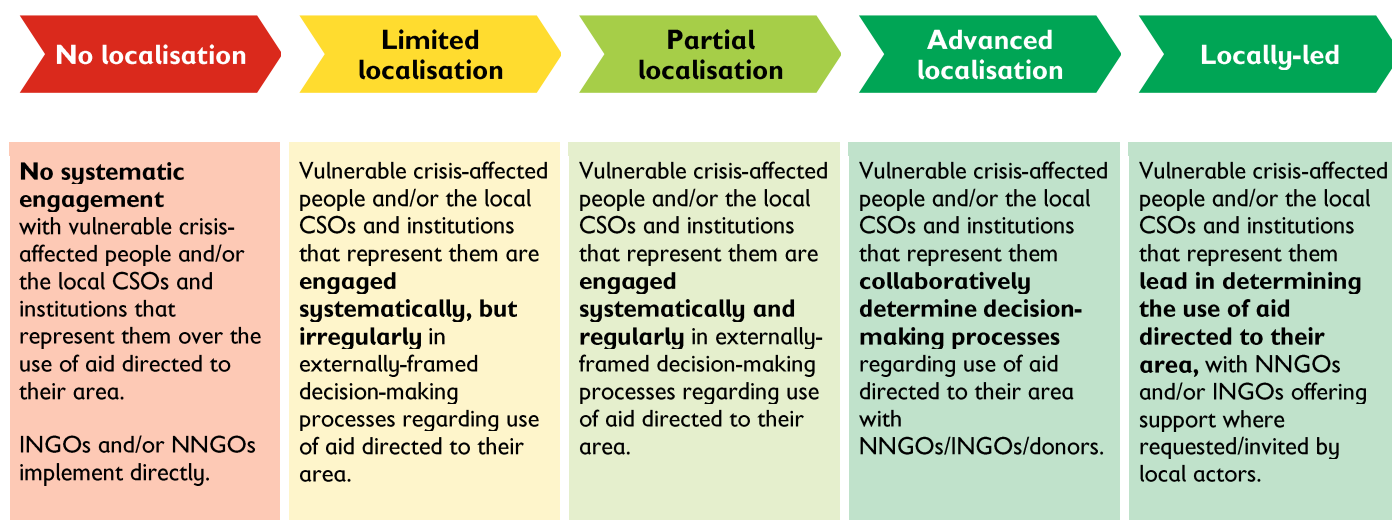 No localisation
Limited
localisation
Partial
localisation
Advanced
localisation
Locally-led
No systematic
engagement
with vulnerable crisis-
affected people and/or
the local CSOs and
institutions that
represent them over the
use of aid directed to
their area.
INGOs and/or NNGOs
implement directly.
Vulnerable crisis-affected
people and/or the local
CSOs and institutions
that represent them are
engaged
systematically, but
irregularly in
externally-framed
decision-making
processes regarding use
of aid directed to their
area.
Vulnerable crisis-affected
people and/or the local
CSOs and institutions
that represent them are
engaged
systematically and
regularly in externally-
framed decision-making
processes regarding use
of aid directed to their
area.
Vulnerable crisis-affected
people and/or the local
CSOs and institutions
that represent them
collaboratively
determine decision-
making processes
regarding use of aid
directed to their area
with
NNGOs/INGOs/donors.
Vulnerable crisis-affected
people and/or the local
CSOs and institutions
that represent them
lead in determining
the use of aid
directed to their
area, with NNGOs
and/or INGOs offering
support where
requested/invited by
local actors.